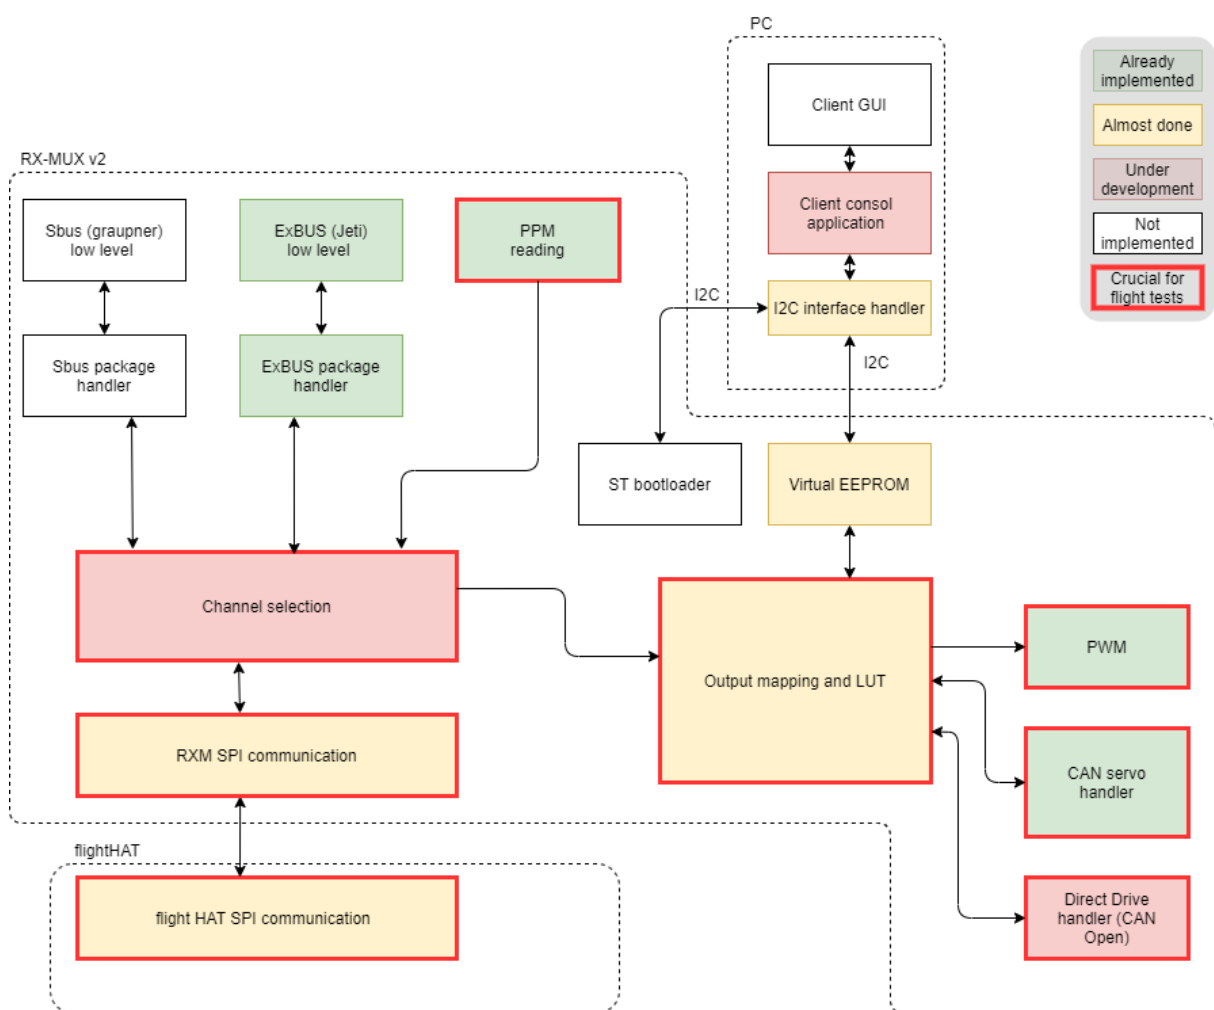 PC
Already
implemented
Almost done
Under
development
Not
implemented
Crucial for
flight tests
Client GUI
Client consol
application
I2C interface handler
I2C
I2C
RX-MUX v2
Sbus (graupner)
low level
ExBUS (Jeti)
low level
PPM
reading
Sbus package
handler
ExBUS package
handler
ST bootloader
Virtual EEPROM
Channel selection
Output mapping and LUT
PWM
RXM SPI communication
CAN servo
handler
flightHAT
flight HAT SPI communication
Direct Drive
handler (CAN
Open)